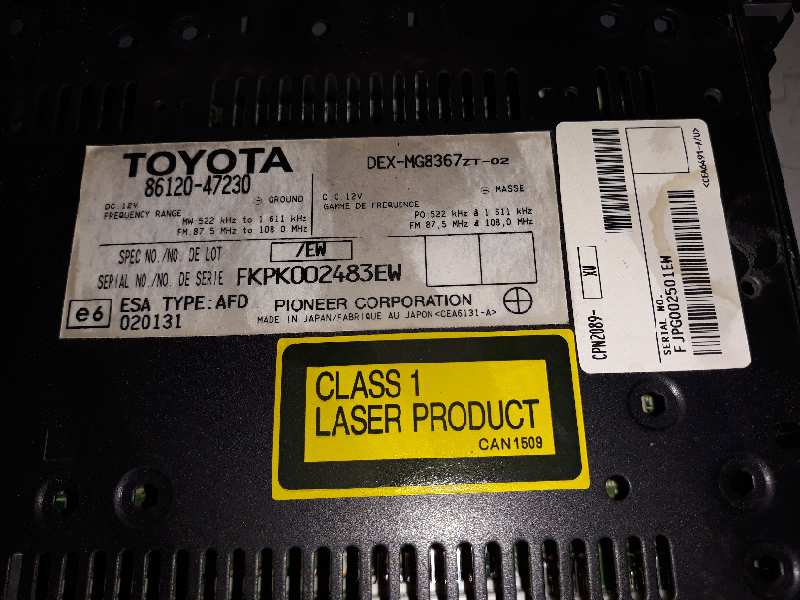 TOYOTA
86120-47230
DEX-MG8367ZT-02
DC 12V ⊖ GROUND
FREQUENCY RANGE
MW 522 kHz to 1 611 kHz
FM 87.5 MHz to 108.0 MHz
C.C 12V ⊖ MASSE
GAMME DE FREQUENCE
PO 522 kHz à 1 611 kHz
FM 87,5 MHz à 108,0 MHz
SPEC NO./NO. DE LOT /EW
SERIAL NO./NO. DE SERIE FKPK002483EW
e6 ESA TYPE:AFD
020131
PIONEER CORPORATION
MADE IN JAPAN/FABRIQUE AU JAPON <CEA6131-A>
CLASS 1
LASER PRODUCT
CAN1509
CPN2089- XW
SERIAL NO.
FJPG002501EW
<CEA6491-A/U>